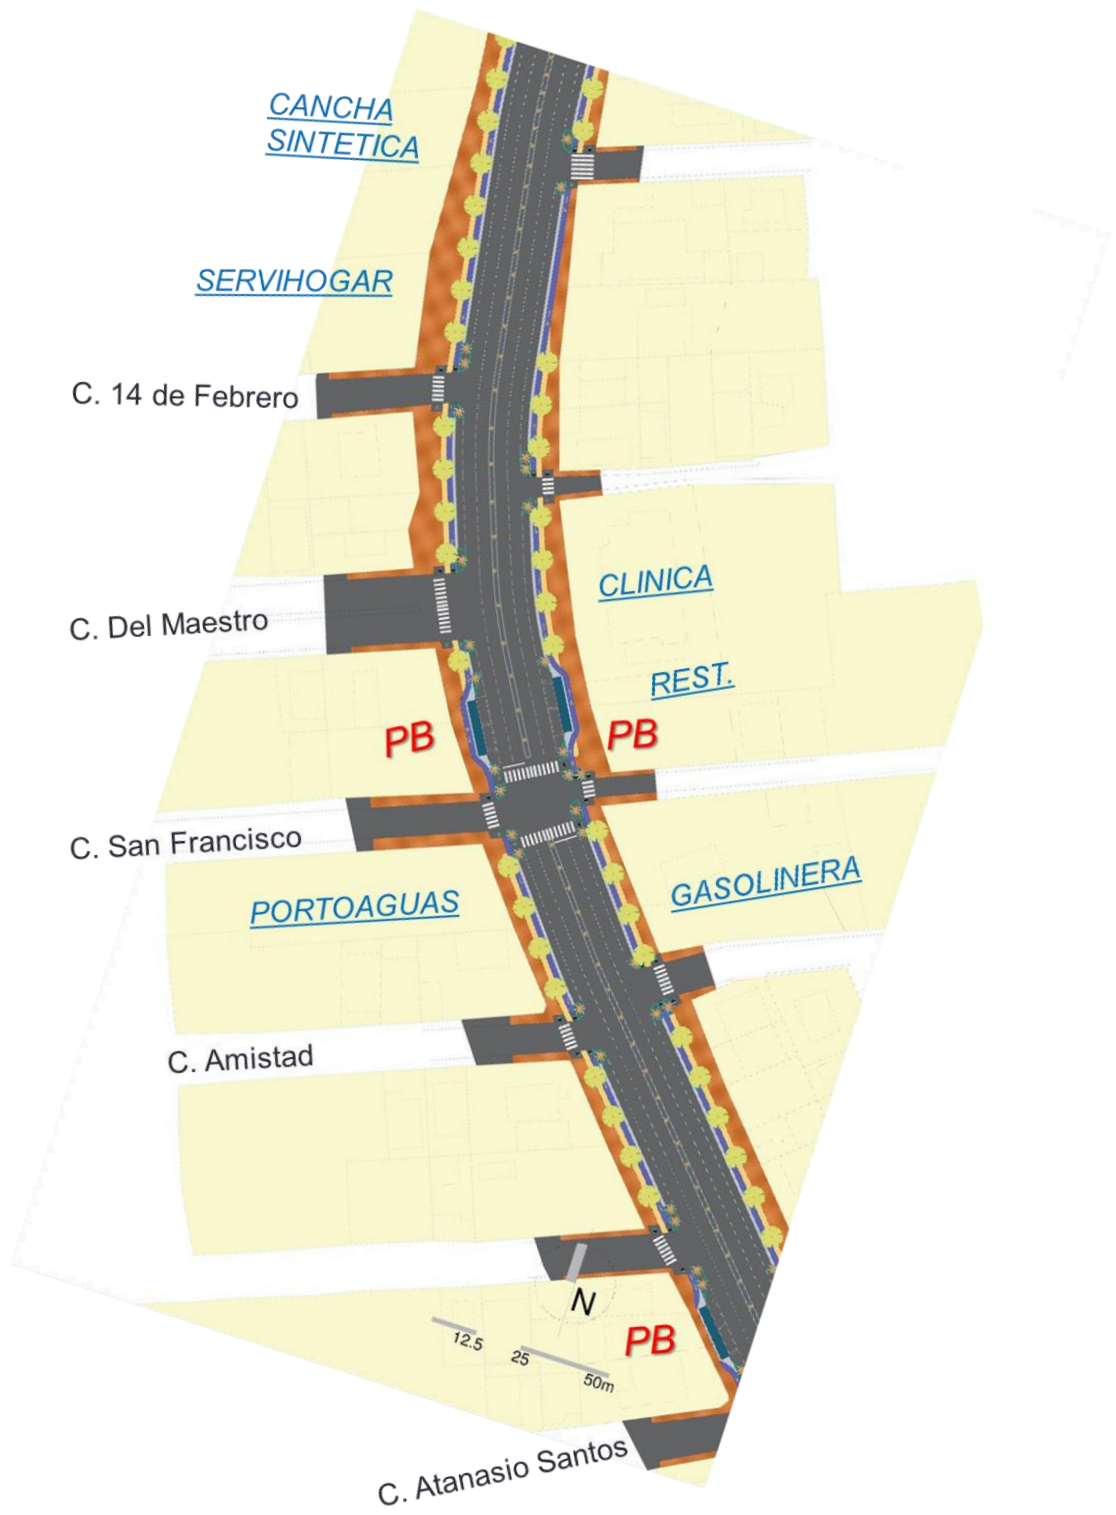 CANCHA
SINTETICA
SERVIHOGAR
C. 14 de Febrero
CLINICA
C. Del Maestro
REST.
PB
PB
C. San Francisco
GASOLINERA
PORTOAGUAS
C. Amistad
N
12.5
25
50m
PB
C. Atanasio Santos